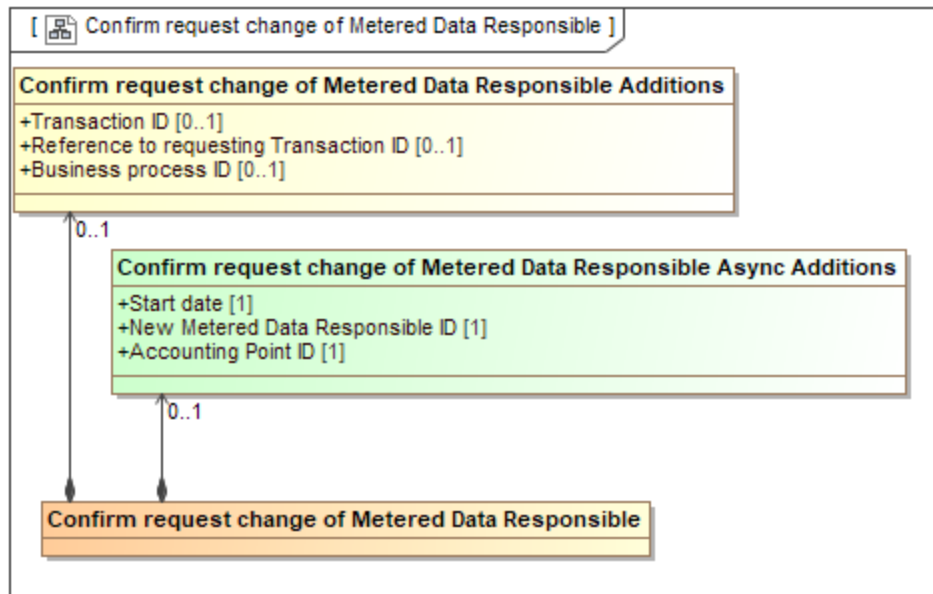 [ Confirm request change of Metered Data Responsible ]
Confirm request change of Metered Data Responsible Additions
+Transaction ID [0..1]
+Reference to requesting Transaction ID [0..1]
+Business process ID [0..1]
0..1
Confirm request change of Metered Data Responsible Async Additions
+Start date [1]
+New Metered Data Responsible ID [1]
+Accounting Point ID [1]
0..1
Confirm request change of Metered Data Responsible